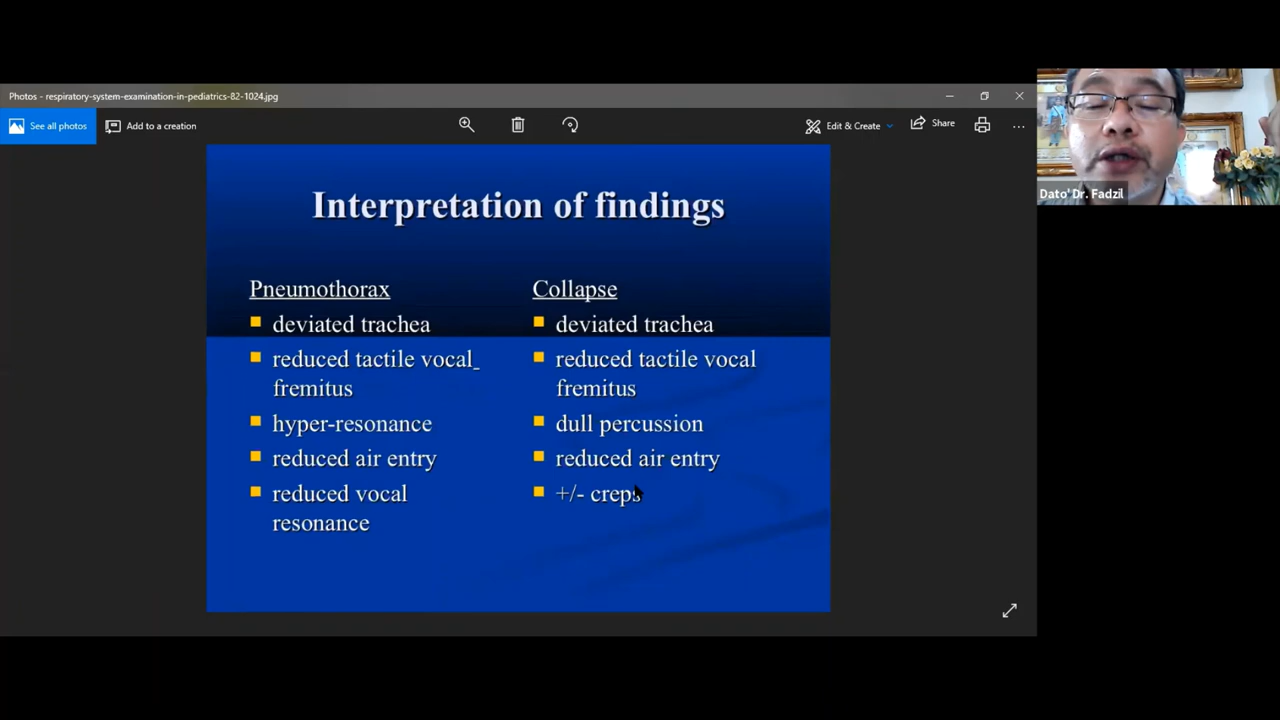 Photos - respiratory-system-examination-in-pediatrics-82-1024.jpg
See all photos
Add to a creation
Edit & Create
Share
Dato' Dr. Fadzil
Interpretation of findings
Pneumothorax
deviated trachea
reduced tactile vocal_
fremitus
hyper-resonance
reduced air entry
reduced vocal
resonance
Collapse
deviated trachea
reduced tactile vocal
fremitus
dull percussion
reduced air entry
+/- creps